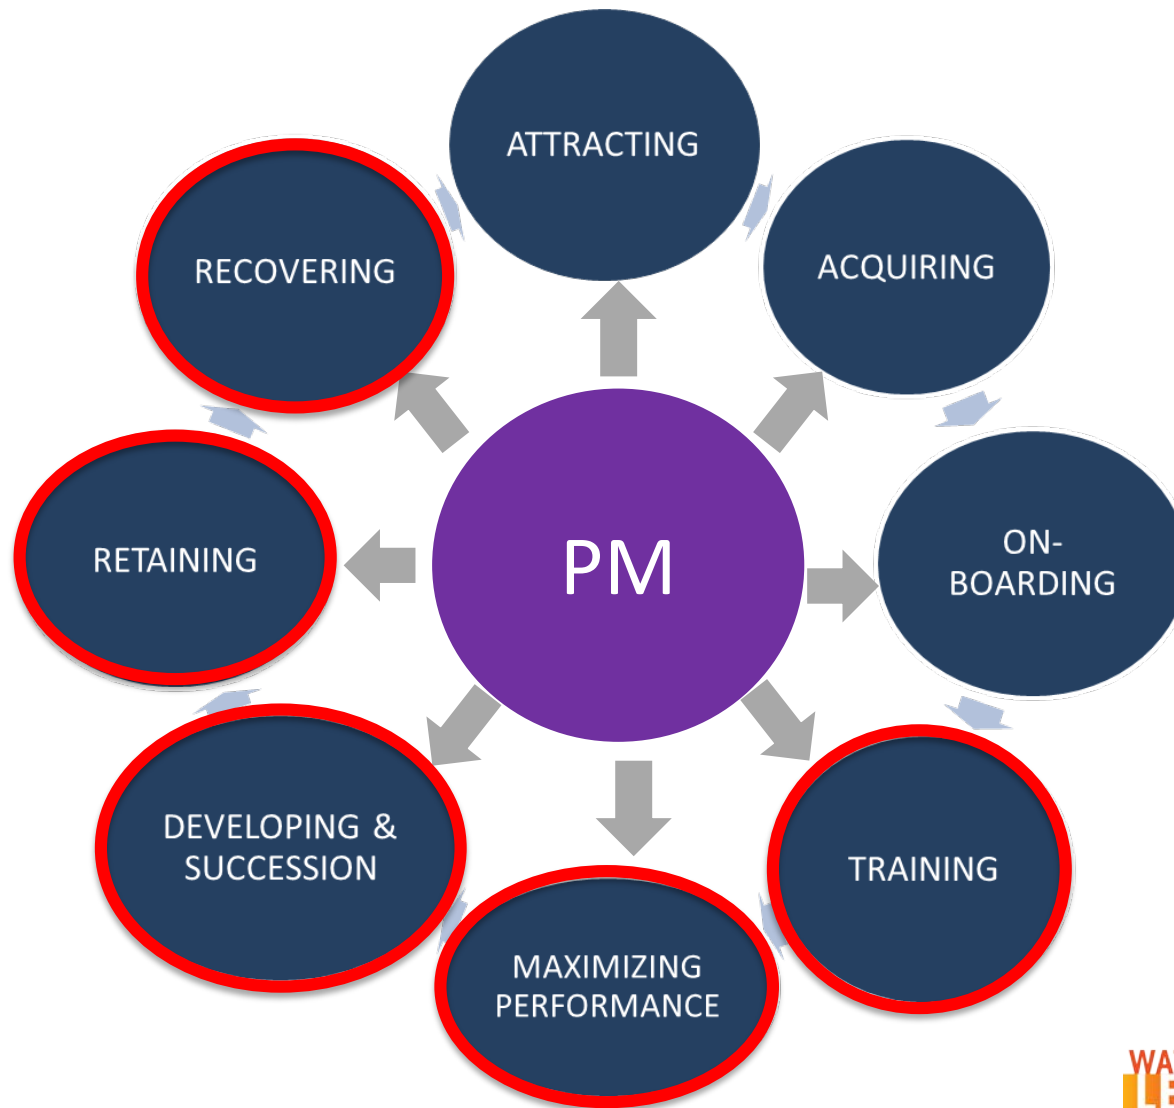 ATTRACTING
ACQUIRING
ON-
BOARDING
TRAINING
MAXIMIZING
PERFORMANCE
DEVELOPING &
SUCCESSION
RETAINING
RECOVERING
PM